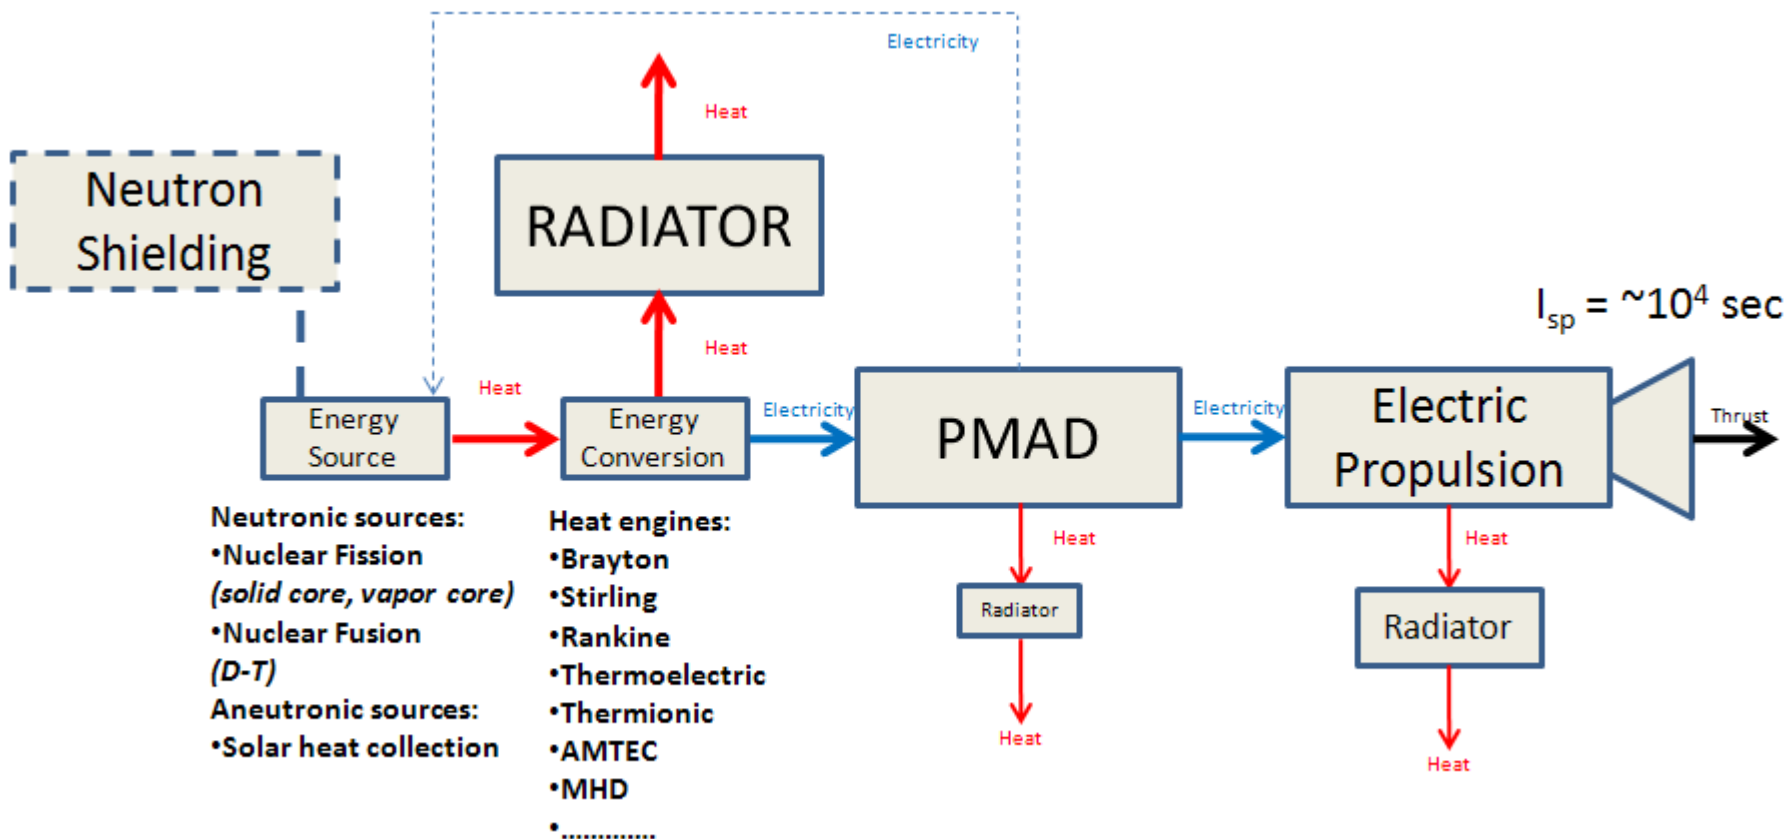 Electricity
Heat
Neutron
Shielding
RADIATOR
Isp = ~10⁴ sec
Heat
Heat
Energy
Source
Energy
Conversion
Electricity
PMAD
Electricity
Electric
Propulsion
Thrust
Neutronic sources:
•Nuclear Fission
(solid core, vapor core)
•Nuclear Fusion
(D-T)
Aneutronic sources:
•Solar heat collection
Heat engines:
•Brayton
•Stirling
•Rankine
•Thermoelectric
•Thermionic
•AMTEC
•MHD
•.............
Heat
Radiator
Heat
Heat
Radiator
Heat